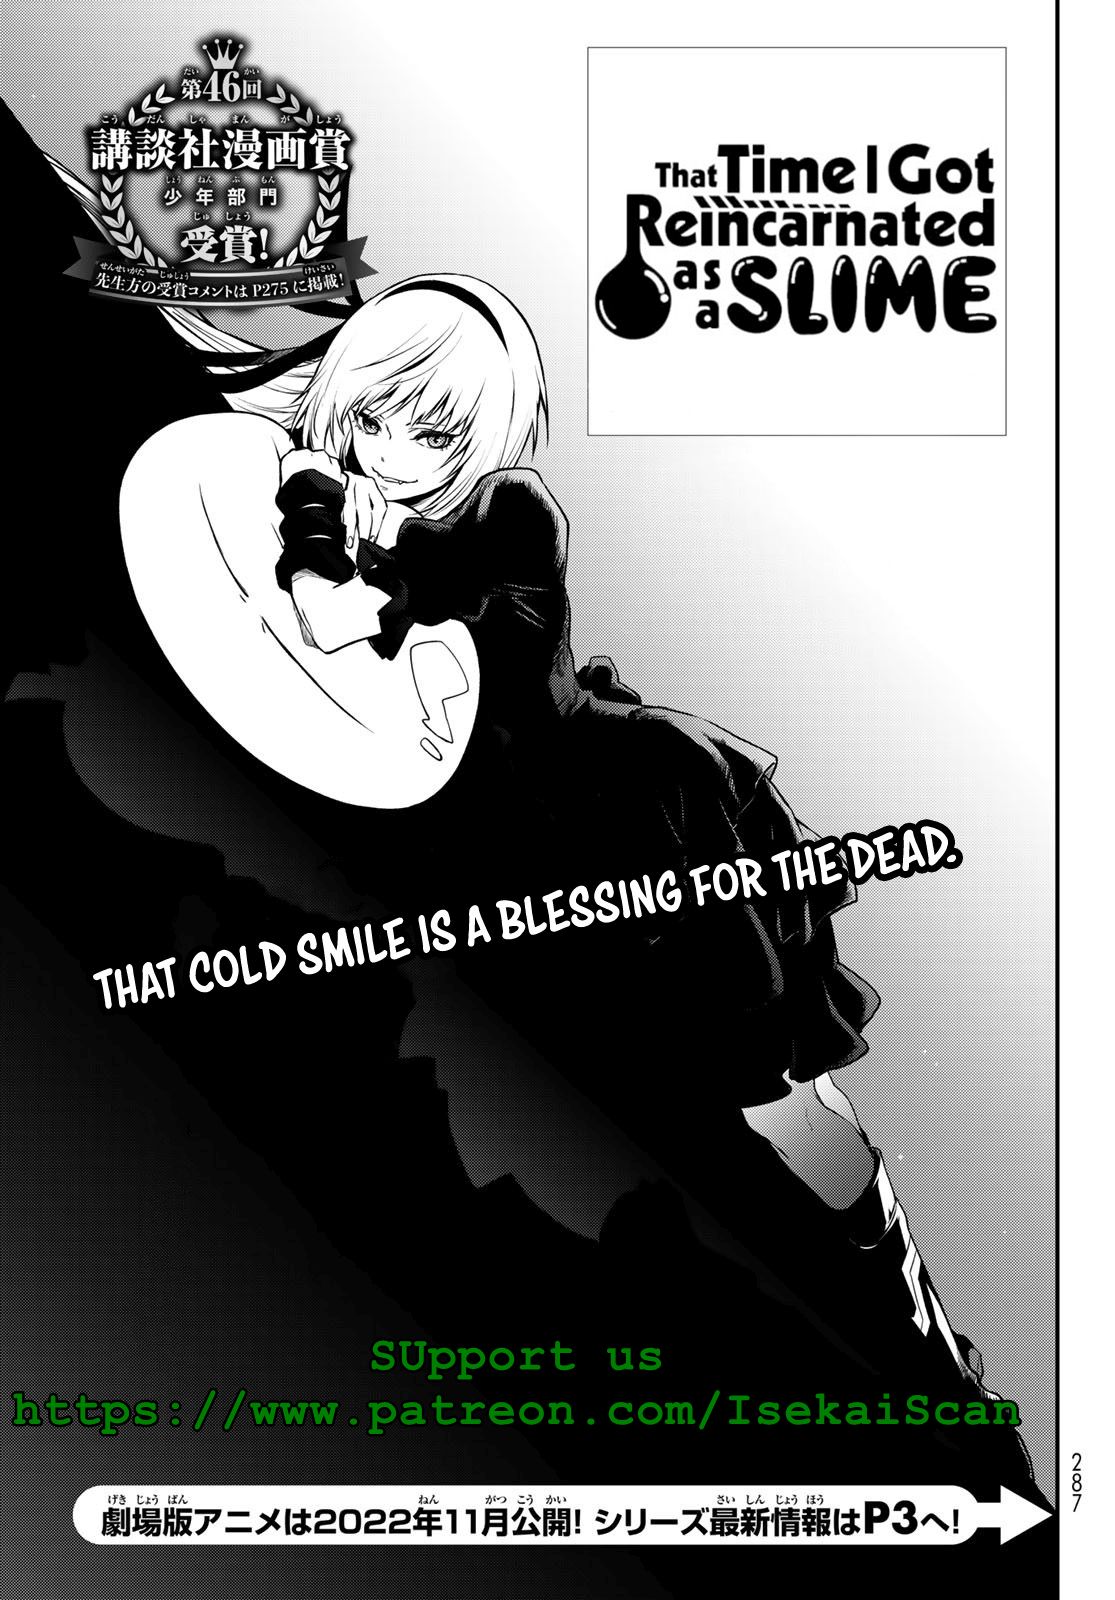 第46回
講談社漫画賞
少年部門
受賞!
先生方の受賞コメントはP275に掲載!
That Time I Got
Reincarnated
as
a SLIME
THAT COLD SMILE IS A BLESSING FOR THE DEAD.
SUpport us
https://www.patreon.com/IsekaiScan
劇場版アニメは2022年11月公開! シリーズ最新情報はP3へ!
287